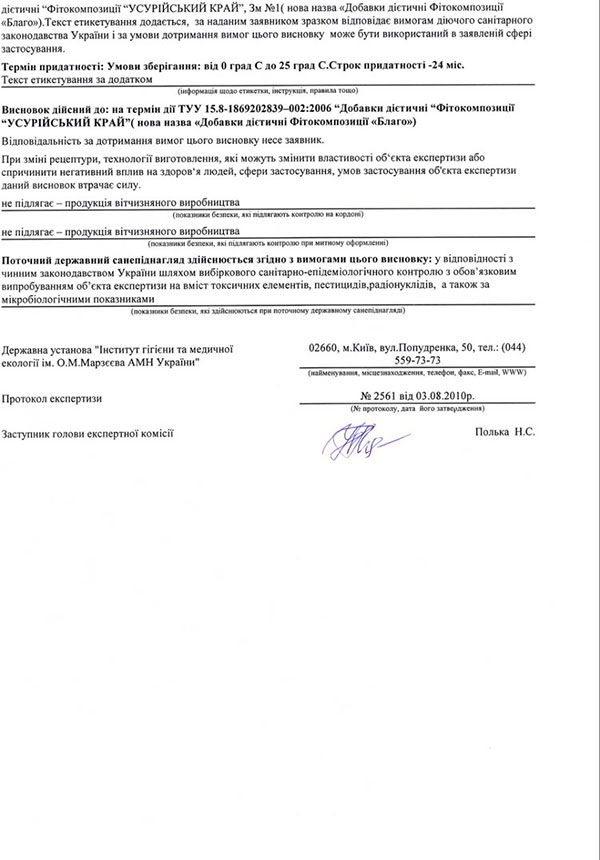 дієтичні “Фітокомпозиції “УСУРІЙСЬКИЙ КРАЙ”, Зм №1( нова назва «Добавки дієтичні Фітокомпозиції
«Благо»).Текст етикетування додається, за наданим заявником зразком відповідає вимогам діючого санітарного
законодавства України і за умови дотримання вимог цього висновку може бути використаний в заявленій сфері
застосування.
Термін придатності: Умови зберігання: від 0 град С до 25 град С.Строк придатності -24 міс.
Текст етикетування за додатком
(інформація щодо етикетки, інструкція, правила тощо)
Висновок дійсний до: на термін дії ТУУ 15.8-1869202839–002:2006 “Добавки дієтичні “Фітокомпозиції
“УСУРІЙСЬКИЙ КРАЙ”( нова назва «Добавки дієтичні Фітокомпозиції «Благо»)
Відповідальність за дотримання вимог цього висновку несе заявник.
При зміні рецептури, технології виготовлення, які можуть змінити властивості об‘єкта експертизи або
спричинити негативний вплив на здоров‘я людей, сфери застосування, умов застосування об'єкта експертизи
даний висновок втрачає силу.
не підлягає – продукція вітчизняного виробництва
(показники безпеки, які підлягають контролю на кордоні)
не підлягає – продукція вітчизняного виробництва
(показники безпеки, які підлягають контролю при митному оформленні)
Поточний державний санепіднагляд здійснюється згідно з вимогами цього висновку: у відповідності з
чинним законодавством України шляхом вибіркового санітарно-епідеміологічного контролю з обов’язковим
випробуванням об’єкта експертизи на вміст токсичних елементів, пестицидів,радіонуклідів, а також за
мікробіологічними показниками
(показники безпеки, які здійснюються при поточному державному санепіднагляді)
Державна установа "Інститут гігієни та медичної
екології ім. О.М.Марзєєва АМН України"
02660, м.Київ, вул.Попудренка, 50, тел.: (044)
559-73-73
(найменування, місцезнаходження, телефон, факс, E-mail, WWW)
Протокол експертизи
№ 2561 від 03.08.2010р.
(№ протоколу, дата його затвердження)
Заступник голови експертної комісії
Полька Н.С.